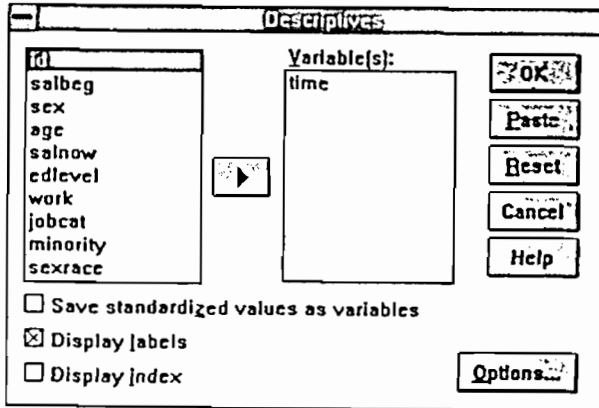 Descriptives
id
salbeg
sex
age
salnow
edlevel
work
jobcat
minority
sexrace
Variable(s):
time
OK
Paste
Reset
Cancel
Help
Save standardized values as variables
Display labels
Display index
Options...